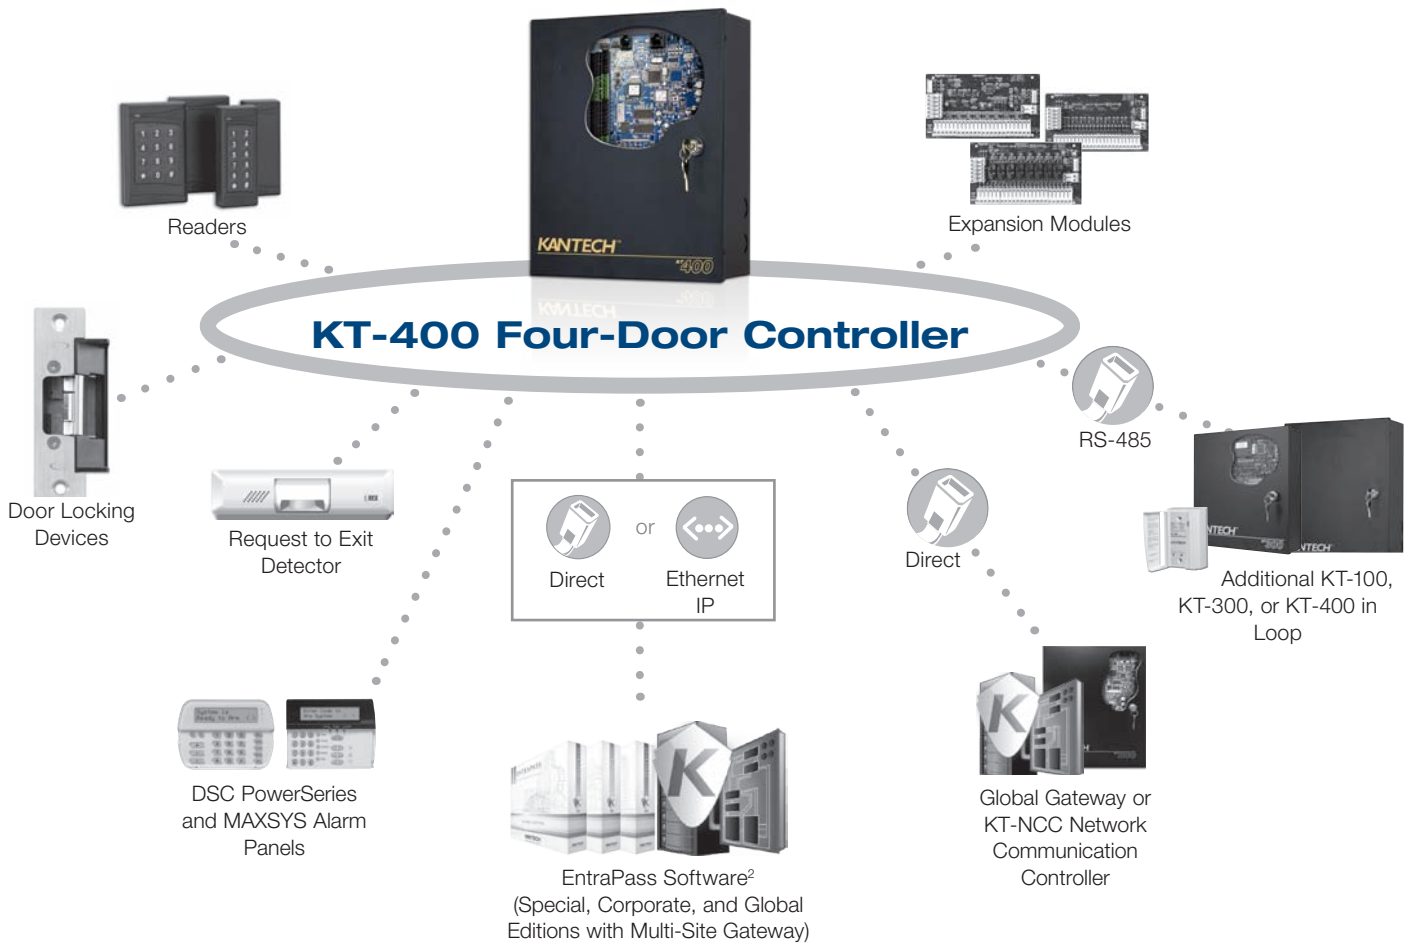 KANTECH™
KT-400
Readers
Expansion Modules
KT-400 Four-Door Controller
RS-485
Door Locking
Devices
Request to Exit
Detector
Direct
or
Ethernet
IP
Direct
Additional KT-100,
KT-300, or KT-400 in
Loop
DSC PowerSeries
and MAXSYS Alarm
Panels
K
K
Global Gateway or
KT-NCC Network
Communication
Controller
EntraPass Software²
(Special, Corporate, and Global
Editions with Multi-Site Gateway)